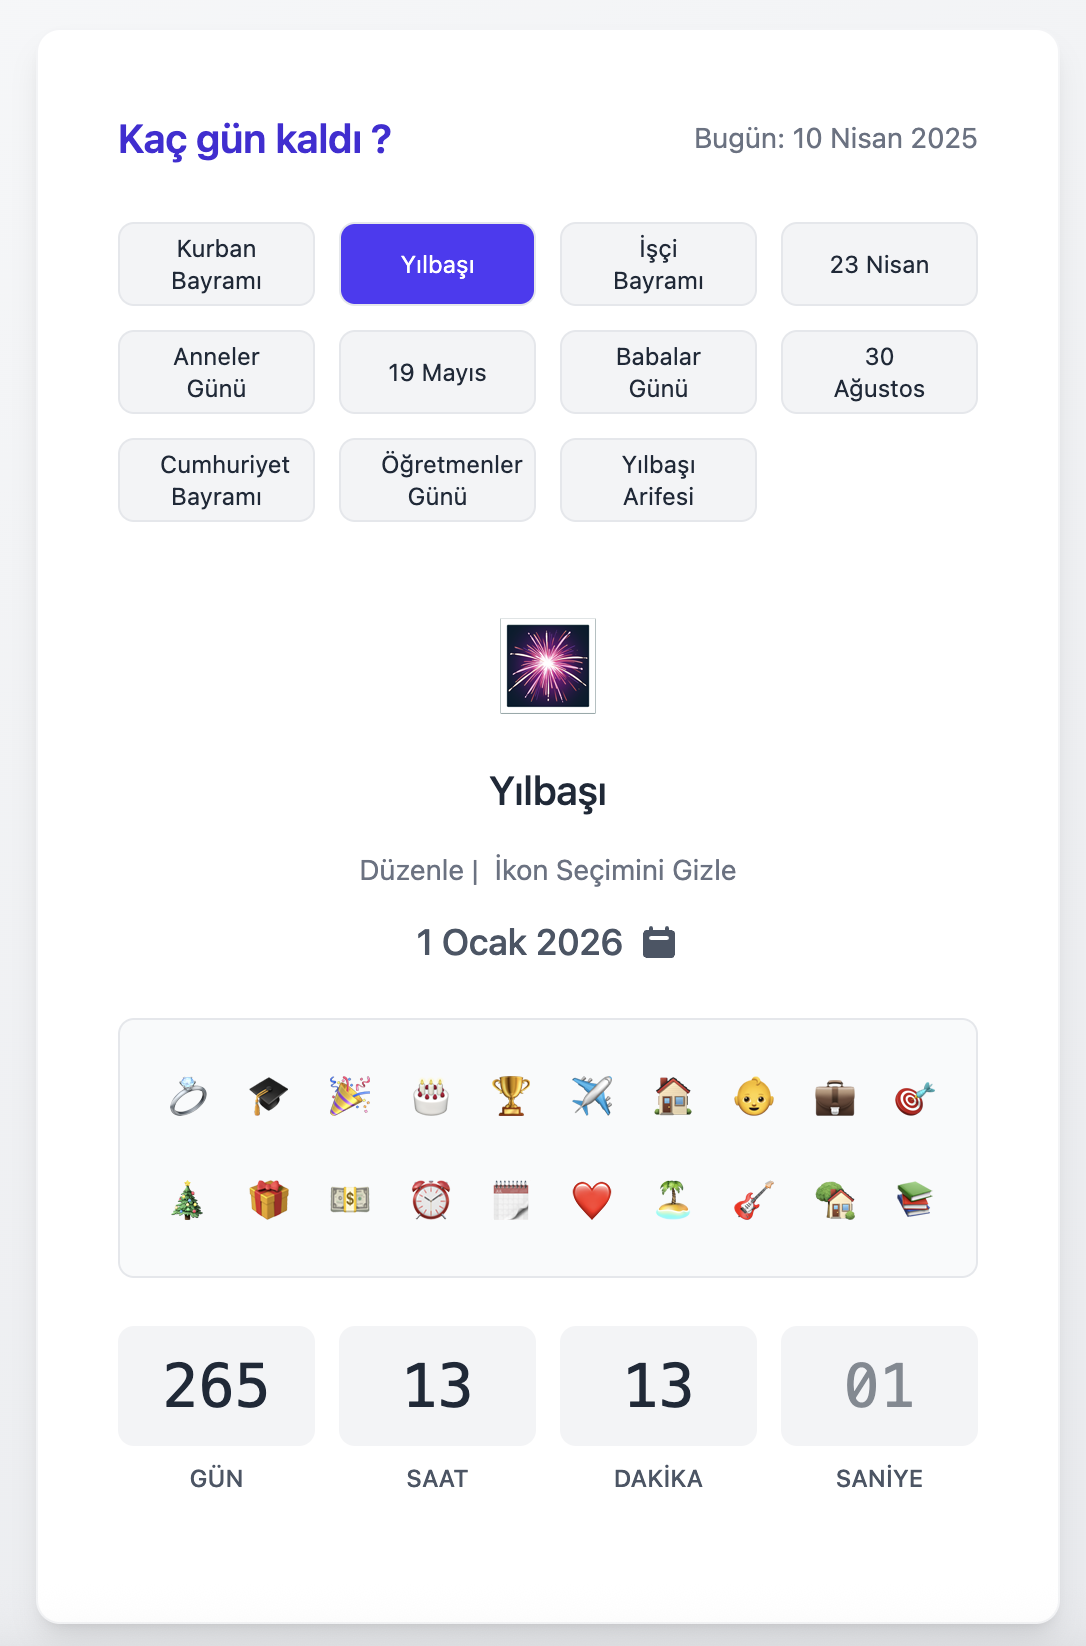 Kaç gün kaldı ?
Bugün: 10 Nisan 2025
Kurban
Bayramı
Yılbaşı
İşçi
Bayramı
23 Nisan
Anneler
Günü
19 Mayıs
Babalar
Günü
30
Ağustos
Cumhuriyet
Bayramı
Öğretmenler
Günü
Yılbaşı
Arifesi
Yılbaşı
Düzenle | İkon Seçimini Gizle
1 Ocak 2026
265
13
13
01
GÜN
SAAT
DAKİKA
SANİYE